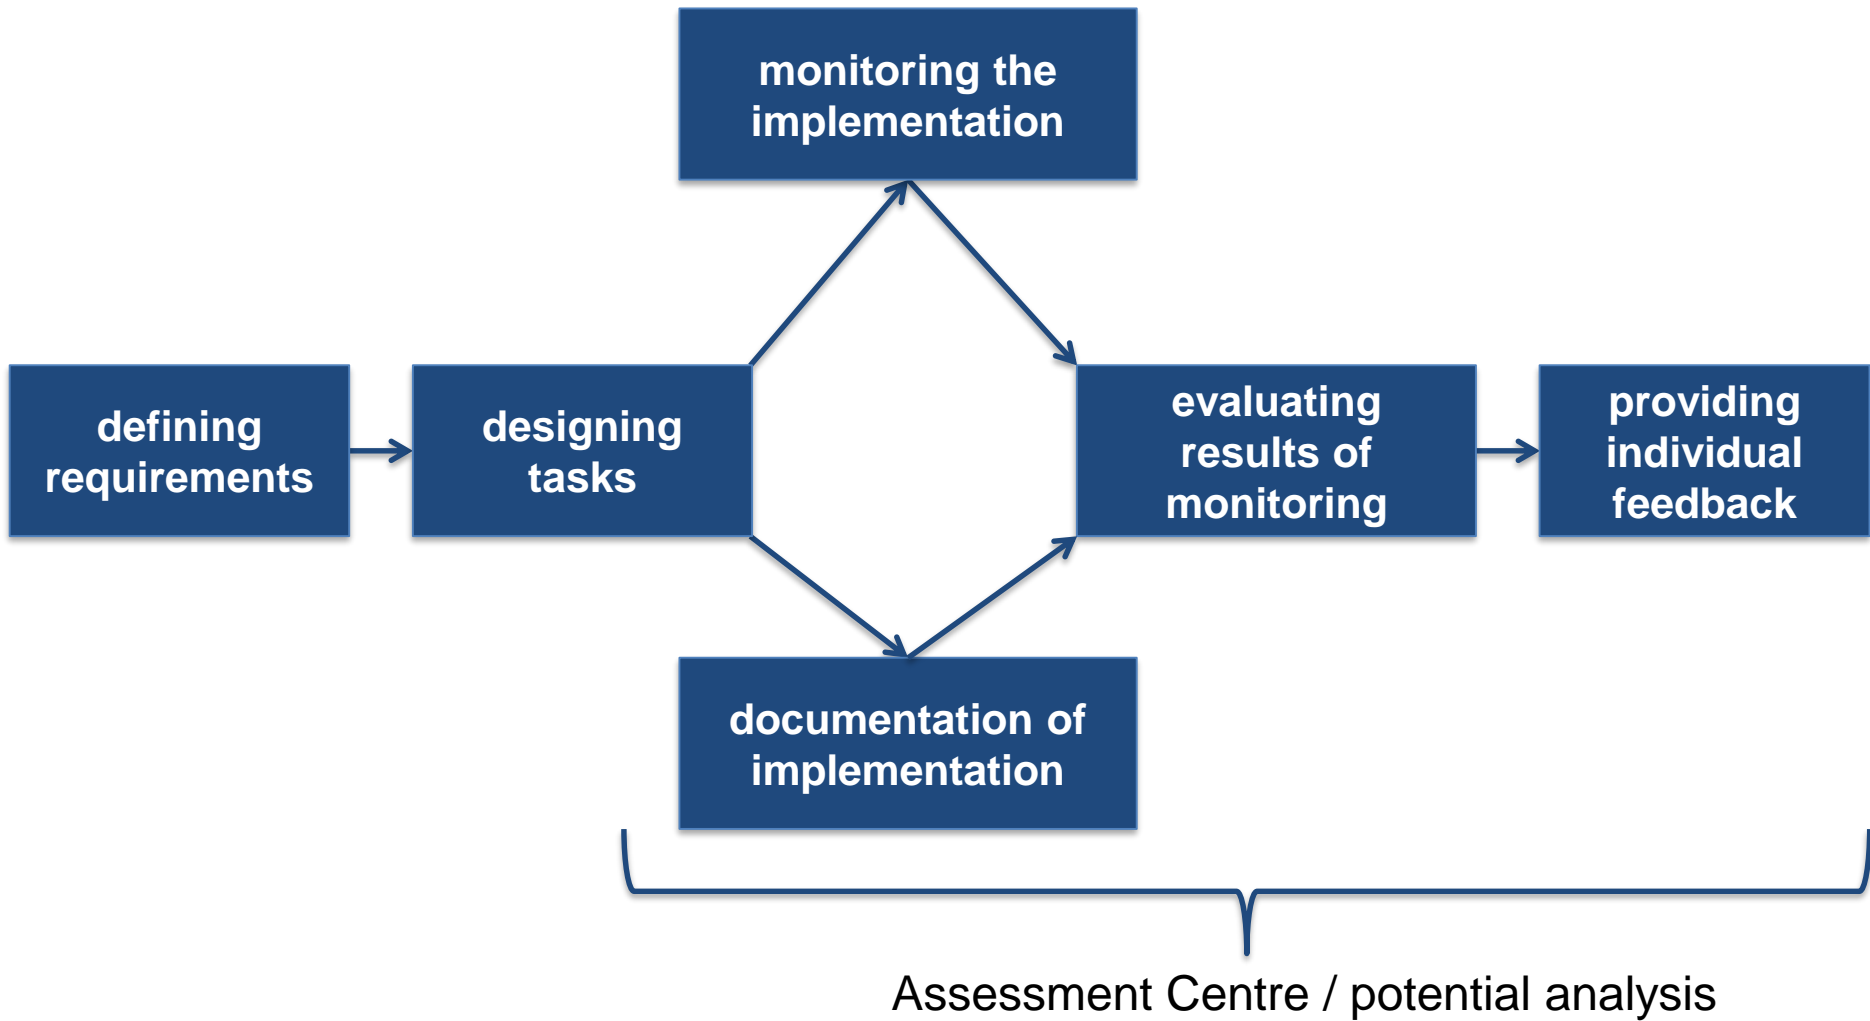 monitoring the
implementation
defining
requirements
designing
tasks
evaluating
results of
monitoring
providing
individual
feedback
documentation of
implementation
Assessment Centre / potential analysis